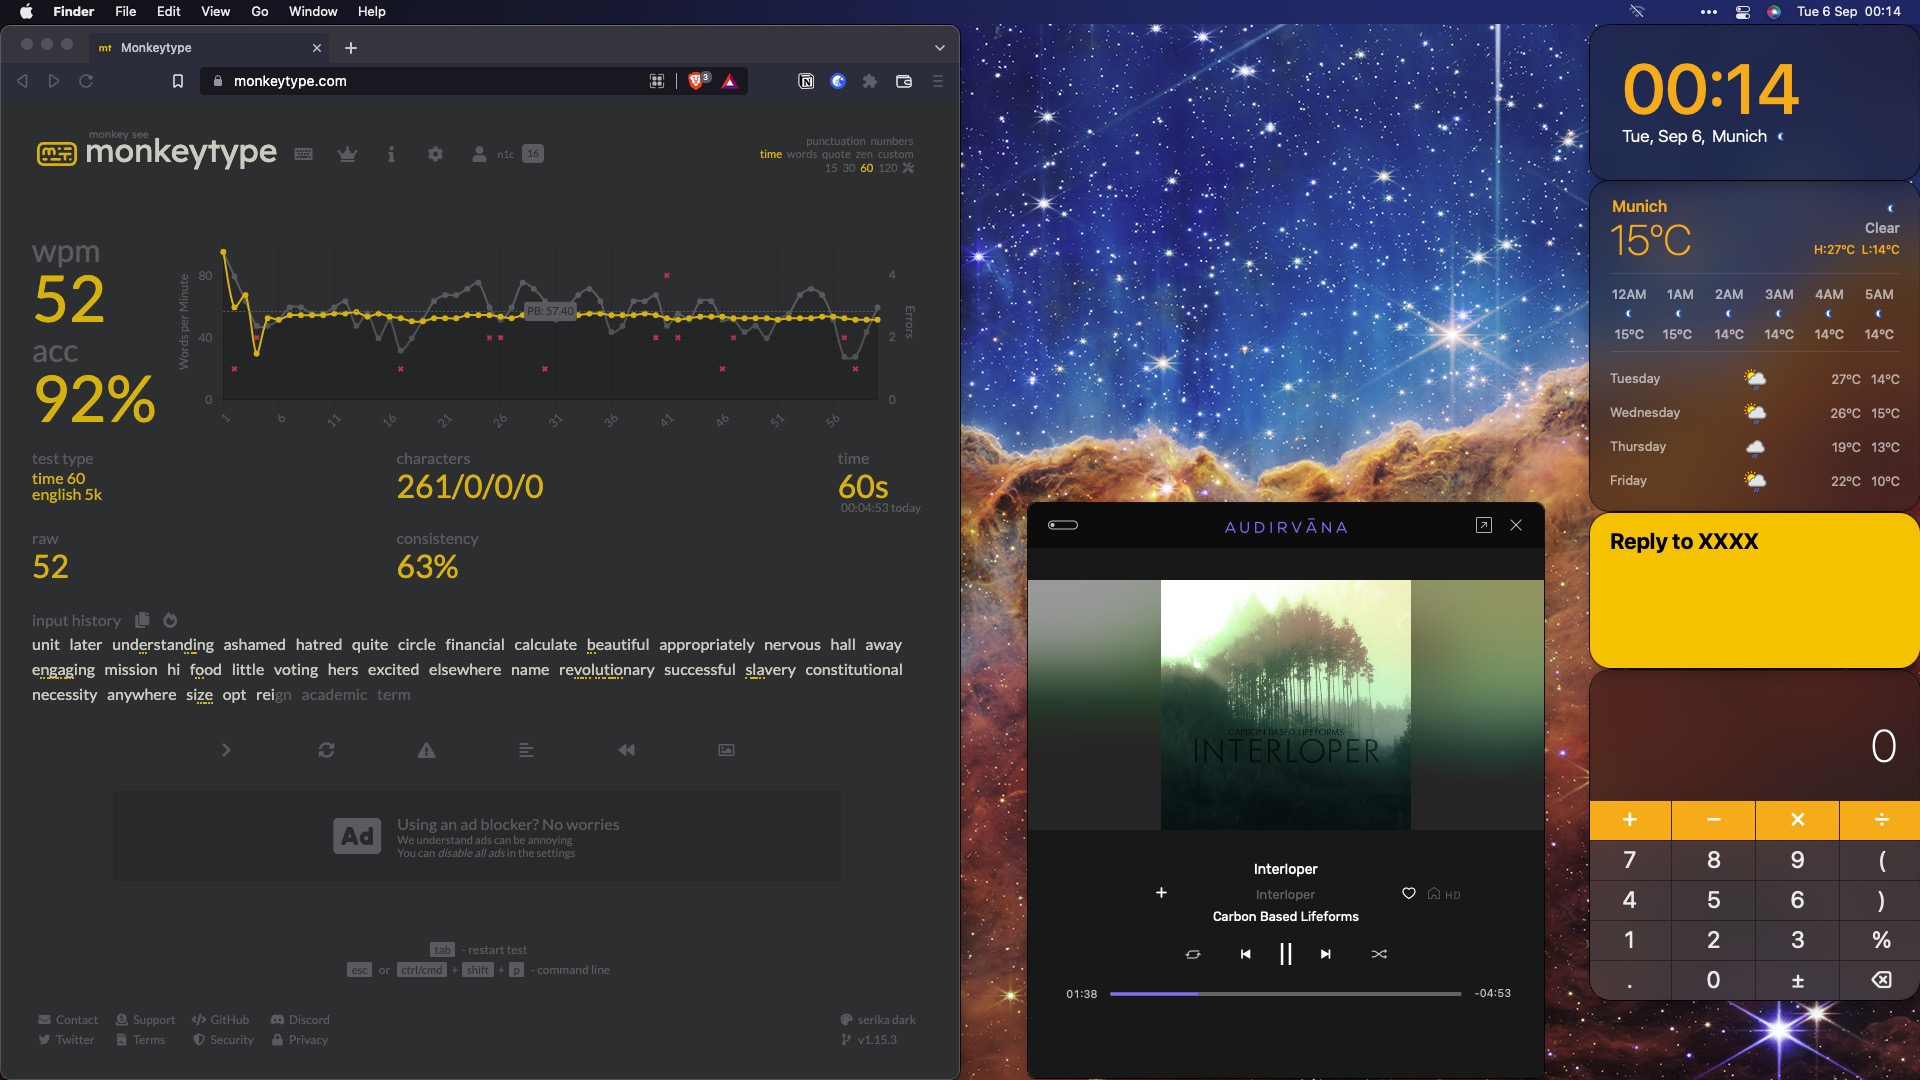 Finder File Edit View Go Window Help
Tue 6 Sep 00:14
mt Monkeytype
monkeytype.com
3
monkey see
monkeytype
n1c 16
punctuation numbers
time words quote zen custom
15 30 60 120
wpm
52
acc
92%
Words per Minute
80
40
0
PB: 57.40
4
2
0
Errors
1 6 11 16 21 26 31 36 41 46 51 56
test type
time 60
english 5k
characters
261/0/0/0
time
60s
00:04:53 today
raw
52
consistency
63%
input history
unit later understanding ashamed hatred quite circle financial calculate beautiful appropriately nervous hall away
engaging mission hi food little voting hers excited elsewhere name revolutionary successful slavery constitutional
necessity anywhere size opt reign academic term
Ad
Using an ad blocker? No worries
We understand ads can be annoying
You can disable all ads in the settings
tab - restart test
esc or ctrl/cmd + shift + p - command line
Contact Support GitHub Discord
Twitter Terms Security Privacy
serika dark
v1.15.3
AUDIRVĀNA
CARBON BASED LIFEFORMS
INTERLOPER
Interloper
Interloper
HD
Carbon Based Lifeforms
01:38
-04:53
00:14
Tue, Sep 6, Munich
Munich
15°C
Clear
H:27°C L:14°C
12AM 1AM 2AM 3AM 4AM 5AM
15°C 15°C 14°C 14°C 14°C 14°C
Tuesday 27°C 14°C
Wednesday 26°C 15°C
Thursday 19°C 13°C
Friday 22°C 10°C
Reply to XXXX
0
+ − × ÷
7 8 9 (
4 5 6 )
1 2 3 %
. 0 ±